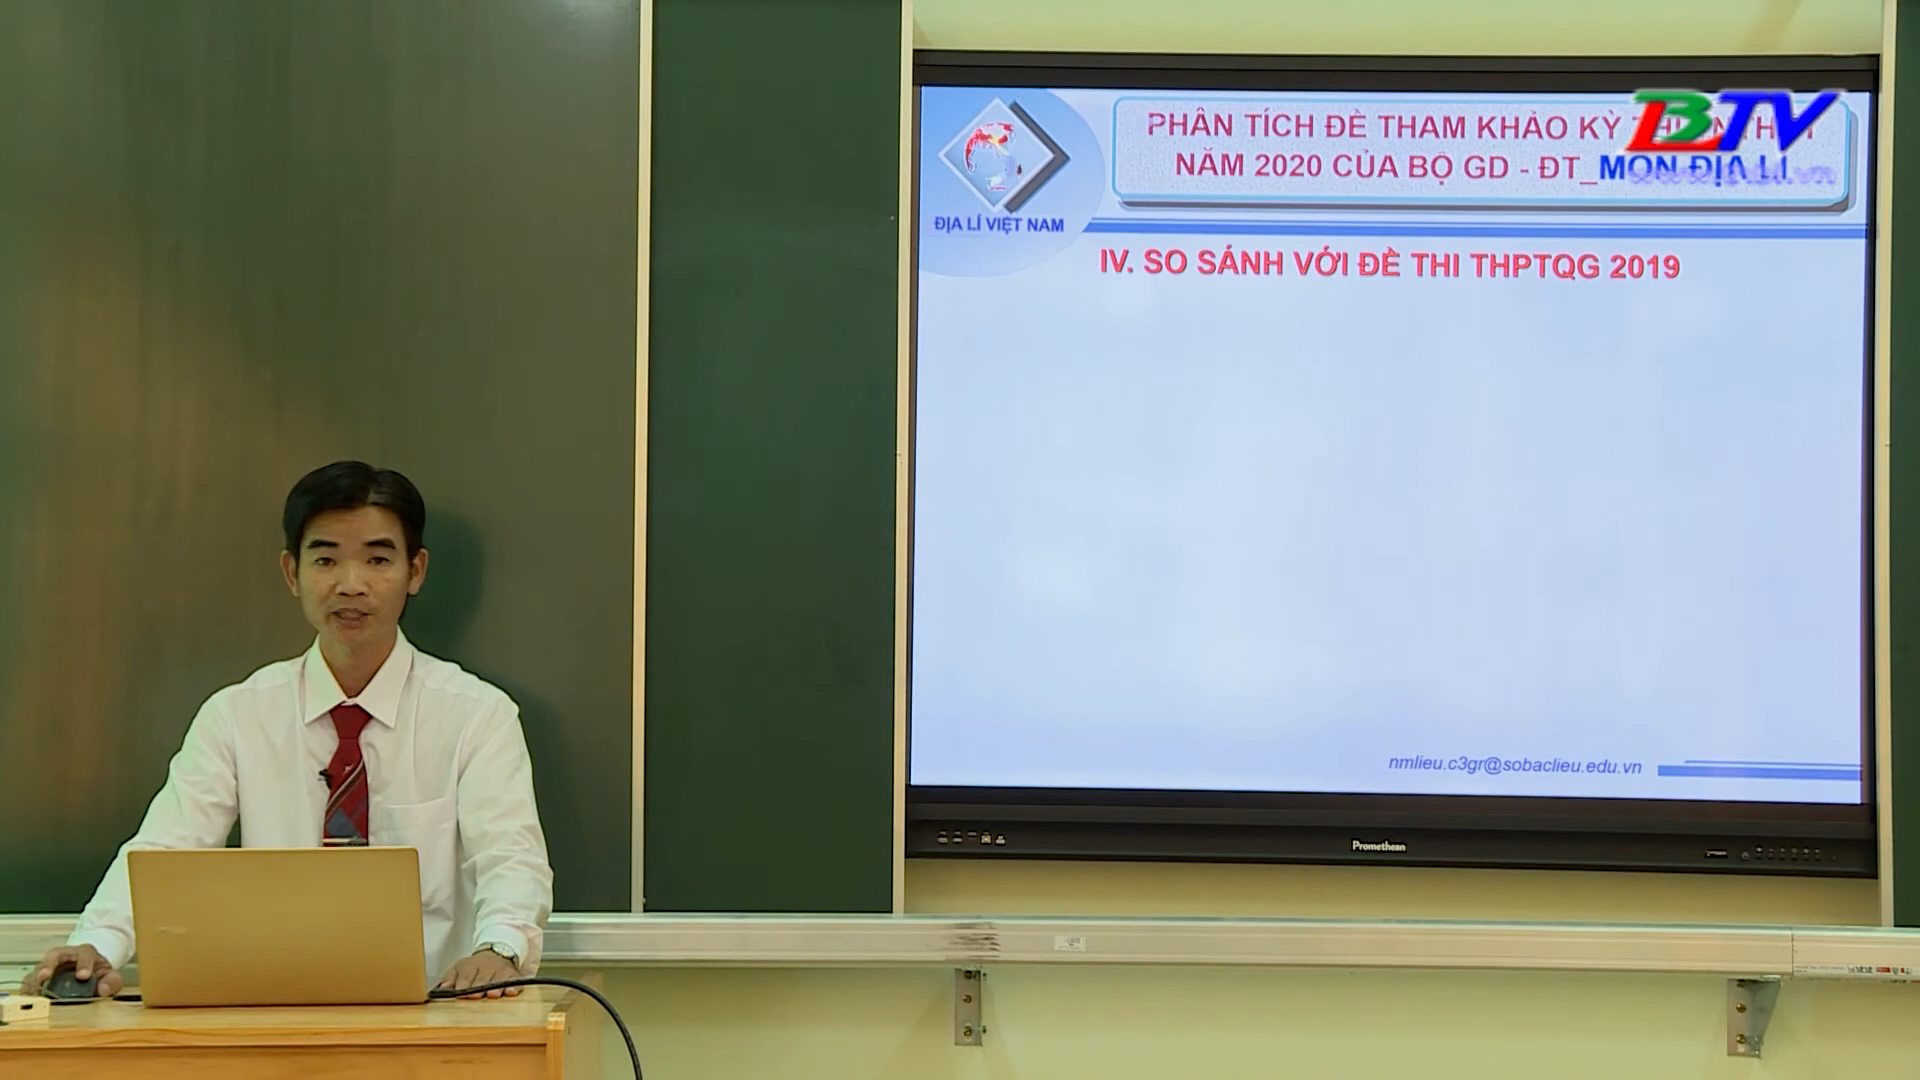 PHÂN TÍCH ĐỀ THAM KHẢO KỲ
NĂM 2020 CỦA BỘ GD - ĐT_MÔN ĐỊA LÍ
BTV
ĐỊA LÍ VIỆT NAM
IV. SO SÁNH VỚI ĐỀ THI THPTQG 2019
nmlieu.c3gr@sobaclieu.edu.vn
Promethean